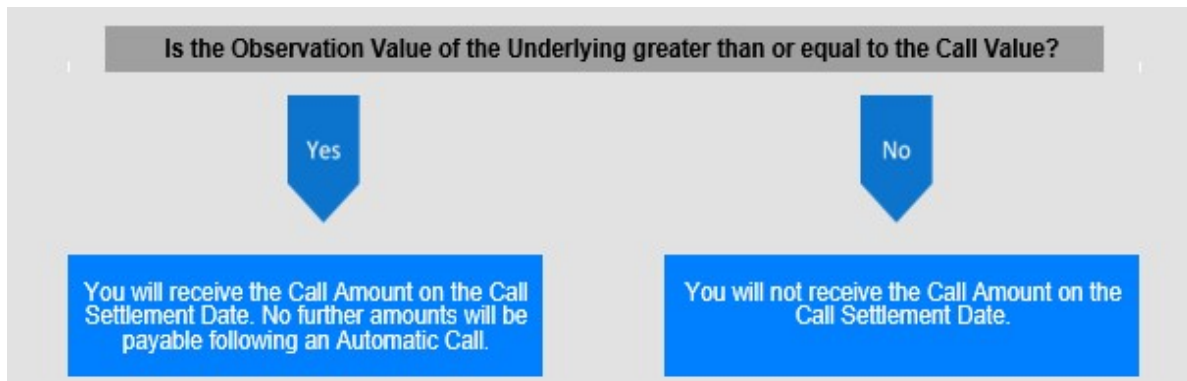 Is the Observation Value of the Underlying greater than or equal to the Call Value?
Yes
No
You will receive the Call Amount on the Call
Settlement Date. No further amounts will be
payable following an Automatic Call.
You will not receive the Call Amount on the
Call Settlement Date.